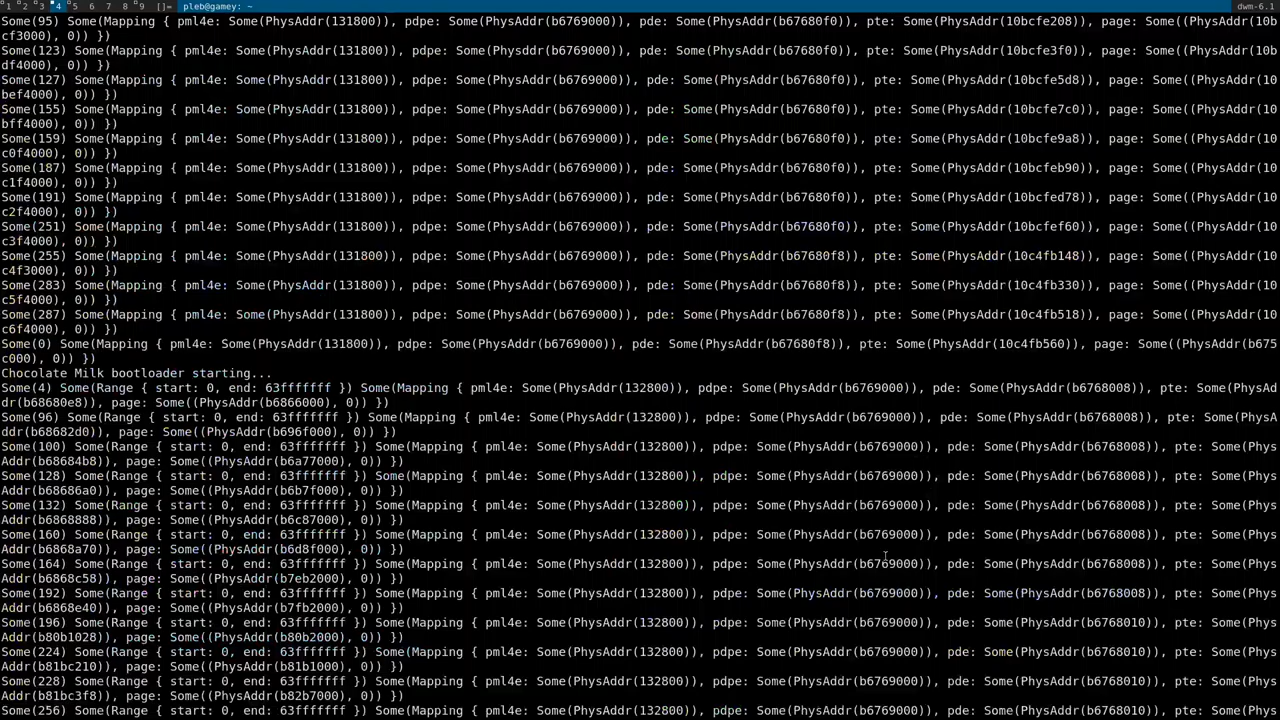 1 2 3 4 5 6 7 8 9 []= pleb@gamey: ~ dwm-6.1
Some(95) Some(Mapping { pml4e: Some(PhysAddr(131800)), pdpe: Some(PhysAddr(b6769000)), pde: Some(PhysAddr(b67680f0)), pte: Some(PhysAddr(10bcfe208)), page: Some((PhysAddr(10b
cf3000), 0)) })
Some(123) Some(Mapping { pml4e: Some(PhysAddr(131800)), pdpe: Some(PhysAddr(b6769000)), pde: Some(PhysAddr(b67680f0)), pte: Some(PhysAddr(10bcfe3f0)), page: Some((PhysAddr(10b
df4000), 0)) })
Some(127) Some(Mapping { pml4e: Some(PhysAddr(131800)), pdpe: Some(PhysAddr(b6769000)), pde: Some(PhysAddr(b67680f0)), pte: Some(PhysAddr(10bcfe5d8)), page: Some((PhysAddr(10
bef4000), 0)) })
Some(155) Some(Mapping { pml4e: Some(PhysAddr(131800)), pdpe: Some(PhysAddr(b6769000)), pde: Some(PhysAddr(b67680f0)), pte: Some(PhysAddr(10bcfe7c0)), page: Some((PhysAddr(10
bff4000), 0)) })
Some(159) Some(Mapping { pml4e: Some(PhysAddr(131800)), pdpe: Some(PhysAddr(b6769000)), pde: Some(PhysAddr(b67680f0)), pte: Some(PhysAddr(10bcfe9a8)), page: Some((PhysAddr(10
c0f4000), 0)) })
Some(187) Some(Mapping { pml4e: Some(PhysAddr(131800)), pdpe: Some(PhysAddr(b6769000)), pde: Some(PhysAddr(b67680f0)), pte: Some(PhysAddr(10bcfeb90)), page: Some((PhysAddr(10
c1f4000), 0)) })
Some(191) Some(Mapping { pml4e: Some(PhysAddr(131800)), pdpe: Some(PhysAddr(b6769000)), pde: Some(PhysAddr(b67680f0)), pte: Some(PhysAddr(10bcfed78)), page: Some((PhysAddr(10
c2f4000), 0)) })
Some(251) Some(Mapping { pml4e: Some(PhysAddr(131800)), pdpe: Some(PhysAddr(b6769000)), pde: Some(PhysAddr(b67680f0)), pte: Some(PhysAddr(10bcfef60)), page: Some((PhysAddr(10
c3f4000), 0)) })
Some(255) Some(Mapping { pml4e: Some(PhysAddr(131800)), pdpe: Some(PhysAddr(b6769000)), pde: Some(PhysAddr(b67680f8)), pte: Some(PhysAddr(10c4fb148)), page: Some((PhysAddr(10
c4f3000), 0)) })
Some(283) Some(Mapping { pml4e: Some(PhysAddr(131800)), pdpe: Some(PhysAddr(b6769000)), pde: Some(PhysAddr(b67680f8)), pte: Some(PhysAddr(10c4fb330)), page: Some((PhysAddr(10
c5f4000), 0)) })
Some(287) Some(Mapping { pml4e: Some(PhysAddr(131800)), pdpe: Some(PhysAddr(b6769000)), pde: Some(PhysAddr(b67680f8)), pte: Some(PhysAddr(10c4fb518)), page: Some((PhysAddr(10
c6f4000), 0)) })
Some(0) Some(Mapping { pml4e: Some(PhysAddr(131800)), pdpe: Some(PhysAddr(b6769000)), pde: Some(PhysAddr(b67680f8)), pte: Some(PhysAddr(10c4fb560)), page: Some((PhysAddr(b675
c000), 0)) })
Chocolate Milk bootloader starting...
Some(4) Some(Range { start: 0, end: 63ffffffff }) Some(Mapping { pml4e: Some(PhysAddr(132800)), pdpe: Some(PhysAddr(b6769000)), pde: Some(PhysAddr(b6768008)), pte: Some(PhysAd
dr(b68680e8)), page: Some((PhysAddr(b6866000), 0)) })
Some(96) Some(Range { start: 0, end: 63ffffffff }) Some(Mapping { pml4e: Some(PhysAddr(132800)), pdpe: Some(PhysAddr(b6769000)), pde: Some(PhysAddr(b6768008)), pte: Some(PhysA
ddr(b68682d0)), page: Some((PhysAddr(b696f000), 0)) })
Some(100) Some(Range { start: 0, end: 63ffffffff }) Some(Mapping { pml4e: Some(PhysAddr(132800)), pdpe: Some(PhysAddr(b6769000)), pde: Some(PhysAddr(b6768008)), pte: Some(Phys
Addr(b68684b8)), page: Some((PhysAddr(b6a77000), 0)) })
Some(128) Some(Range { start: 0, end: 63ffffffff }) Some(Mapping { pml4e: Some(PhysAddr(132800)), pdpe: Some(PhysAddr(b6769000)), pde: Some(PhysAddr(b6768008)), pte: Some(Phys
Addr(b68686a0)), page: Some((PhysAddr(b6b7f000), 0)) })
Some(132) Some(Range { start: 0, end: 63ffffffff }) Some(Mapping { pml4e: Some(PhysAddr(132800)), pdpe: Some(PhysAddr(b6769000)), pde: Some(PhysAddr(b6768008)), pte: Some(Phys
Addr(b6868888)), page: Some((PhysAddr(b6c87000), 0)) })
Some(160) Some(Range { start: 0, end: 63ffffffff }) Some(Mapping { pml4e: Some(PhysAddr(132800)), pdpe: Some(PhysAddr(b6769000)), pde: Some(PhysAddr(b6768008)), pte: Some(Phys
Addr(b6868a70)), page: Some((PhysAddr(b6d8f000), 0)) })
Some(164) Some(Range { start: 0, end: 63ffffffff }) Some(Mapping { pml4e: Some(PhysAddr(132800)), pdpe: Some(PhysAddr(b6769000)), pde: Some(PhysAddr(b6768008)), pte: Some(Phys
Addr(b6868c58)), page: Some((PhysAddr(b7eb2000), 0)) })
Some(192) Some(Range { start: 0, end: 63ffffffff }) Some(Mapping { pml4e: Some(PhysAddr(132800)), pdpe: Some(PhysAddr(b6769000)), pde: Some(PhysAddr(b6768008)), pte: Some(Phys
Addr(b6868e40)), page: Some((PhysAddr(b7fb2000), 0)) })
Some(196) Some(Range { start: 0, end: 63ffffffff }) Some(Mapping { pml4e: Some(PhysAddr(132800)), pdpe: Some(PhysAddr(b6769000)), pde: Some(PhysAddr(b6768010)), pte: Some(Phys
Addr(b80b1028)), page: Some((PhysAddr(b80b2000), 0)) })
Some(224) Some(Range { start: 0, end: 63ffffffff }) Some(Mapping { pml4e: Some(PhysAddr(132800)), pdpe: Some(PhysAddr(b6769000)), pde: Some(PhysAddr(b6768010)), pte: Some(Phys
Addr(b81bc210)), page: Some((PhysAddr(b81b1000), 0)) })
Some(228) Some(Range { start: 0, end: 63ffffffff }) Some(Mapping { pml4e: Some(PhysAddr(132800)), pdpe: Some(PhysAddr(b6769000)), pde: Some(PhysAddr(b6768010)), pte: Some(Phys
Addr(b81bc3f8)), page: Some((PhysAddr(b82b7000), 0)) })
Some(256) Some(Range { start: 0, end: 63ffffffff }) Some(Mapping { pml4e: Some(PhysAddr(132800)), pdpe: Some(PhysAddr(b6769000)), pde: Some(PhysAddr(b6768010)), pte: Some(Phys